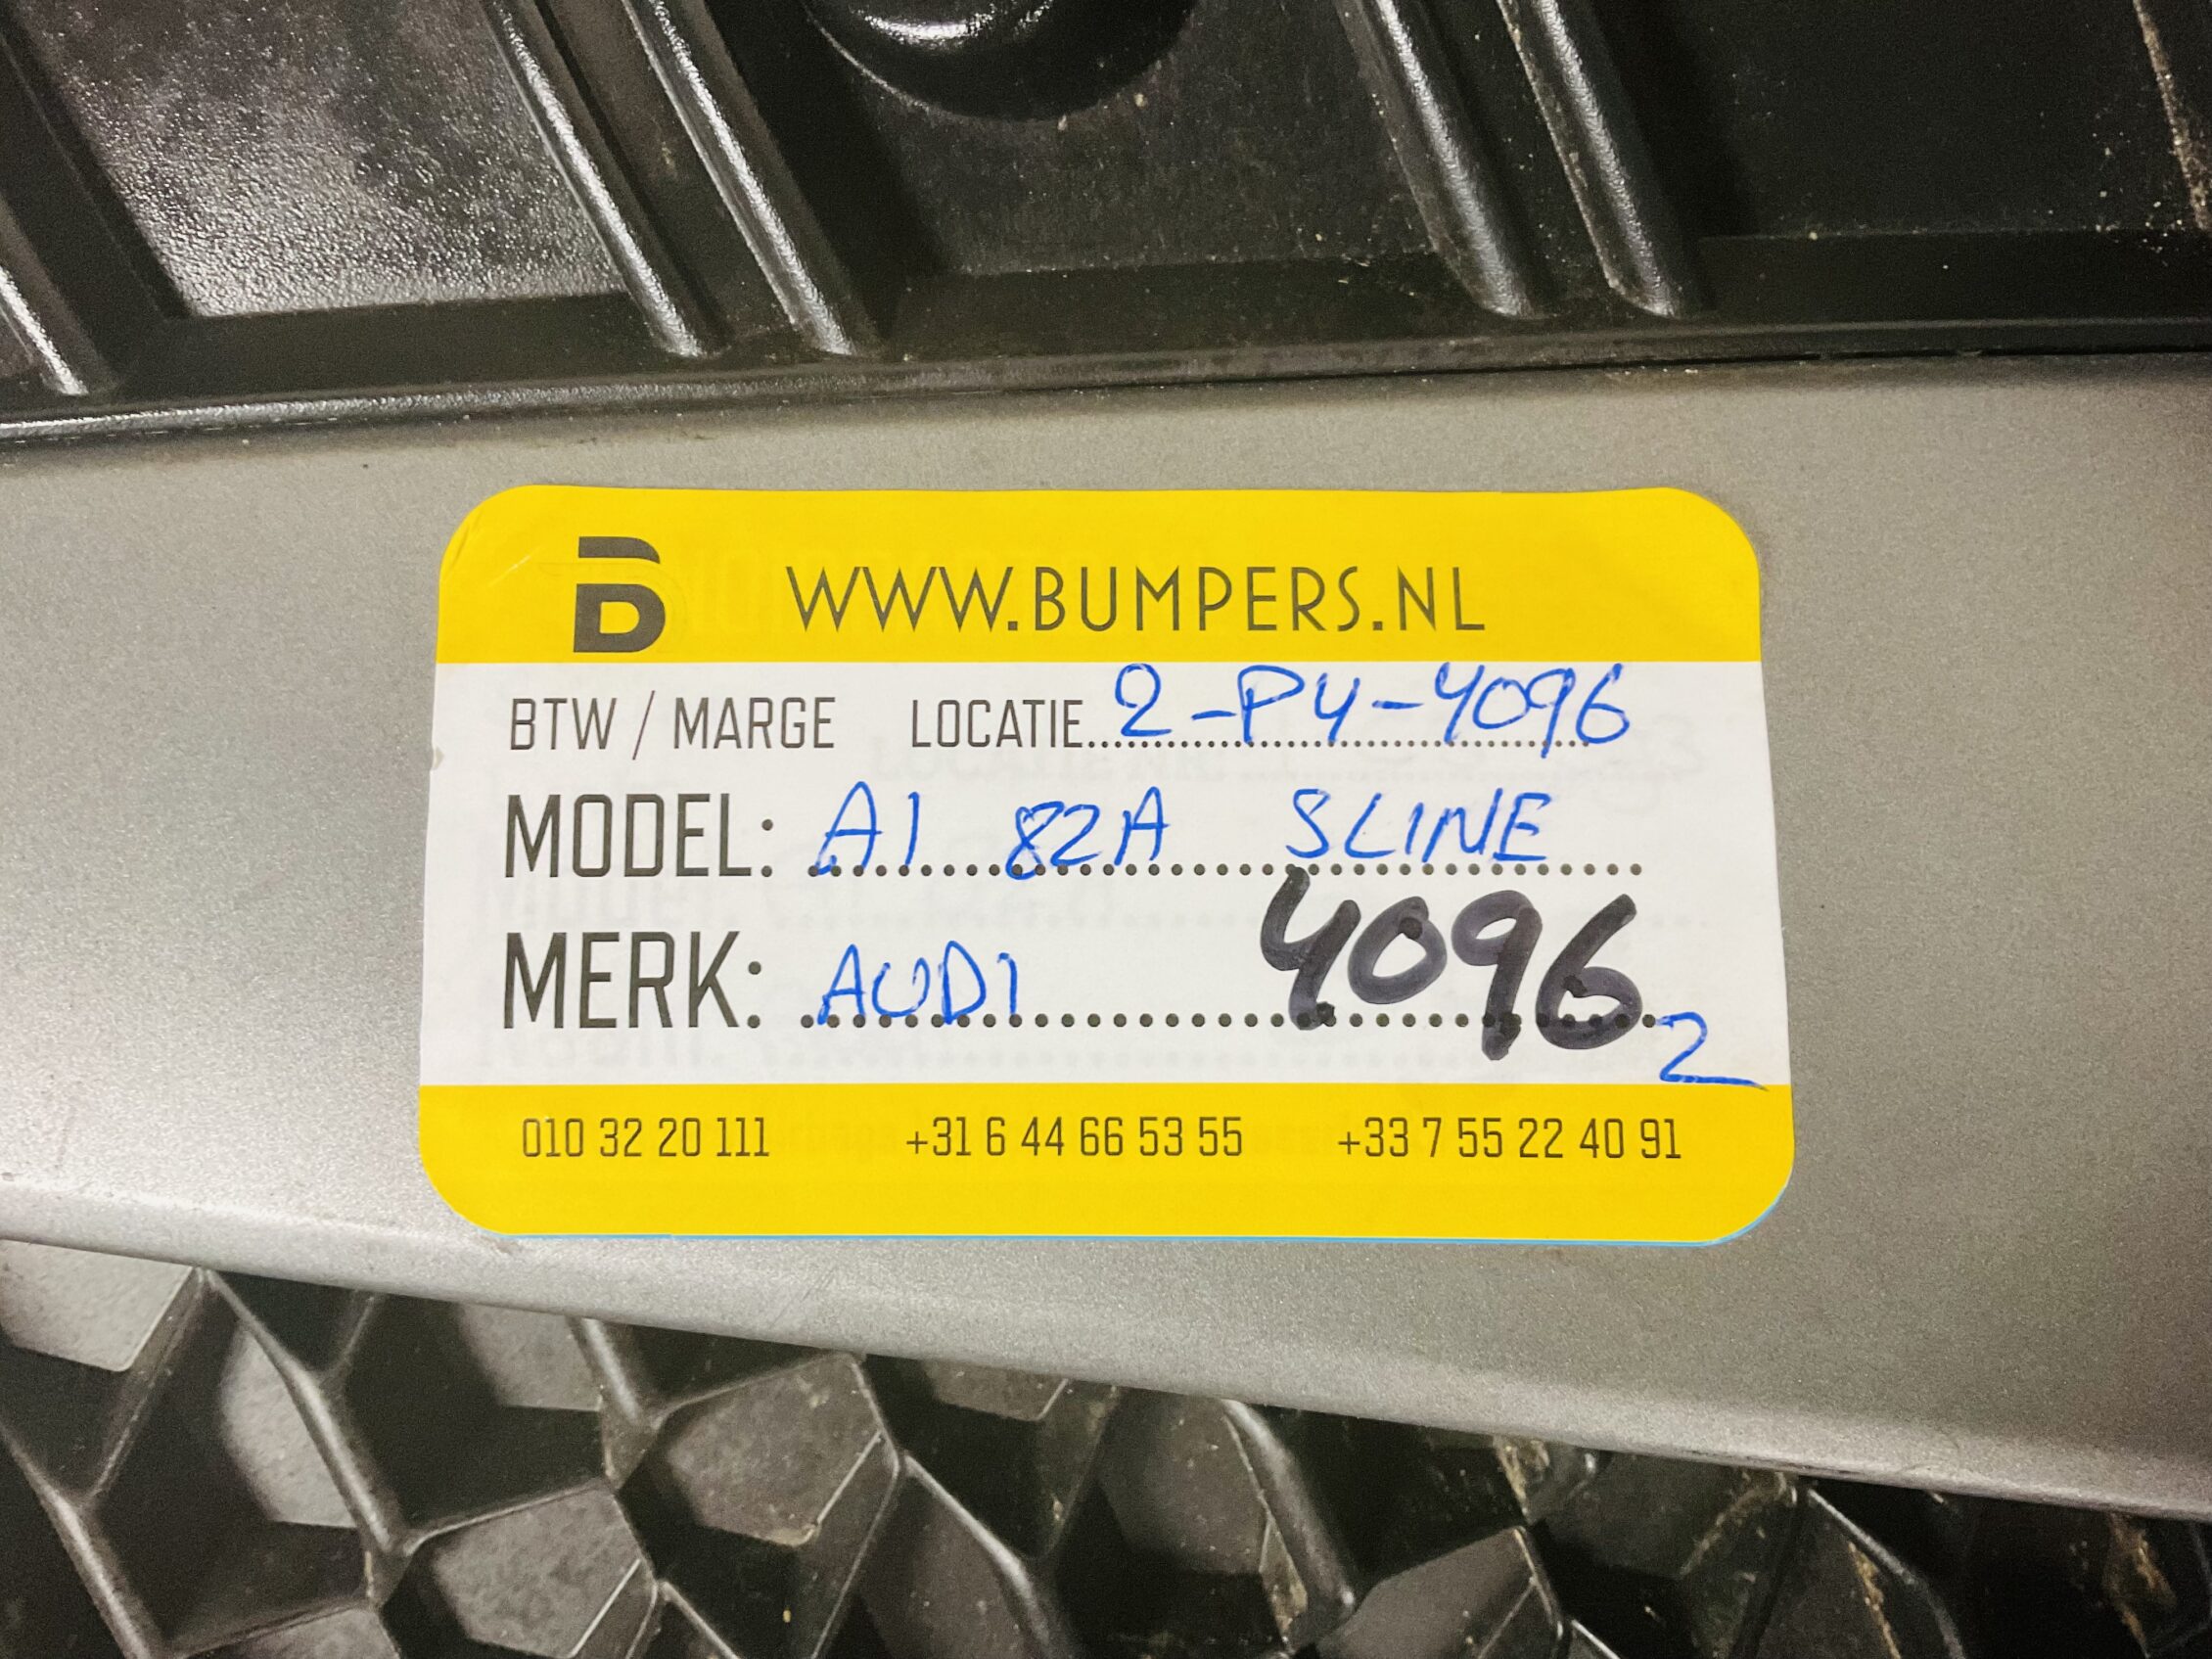 B WWW.BUMPERS.NL
BTW / MARGE LOCATIE 2-P4-4096
MODEL: A1 82A SLINE
MERK: AUDI 4096
2
010 32 20 111 +31 6 44 66 53 55 +33 7 55 22 40 91